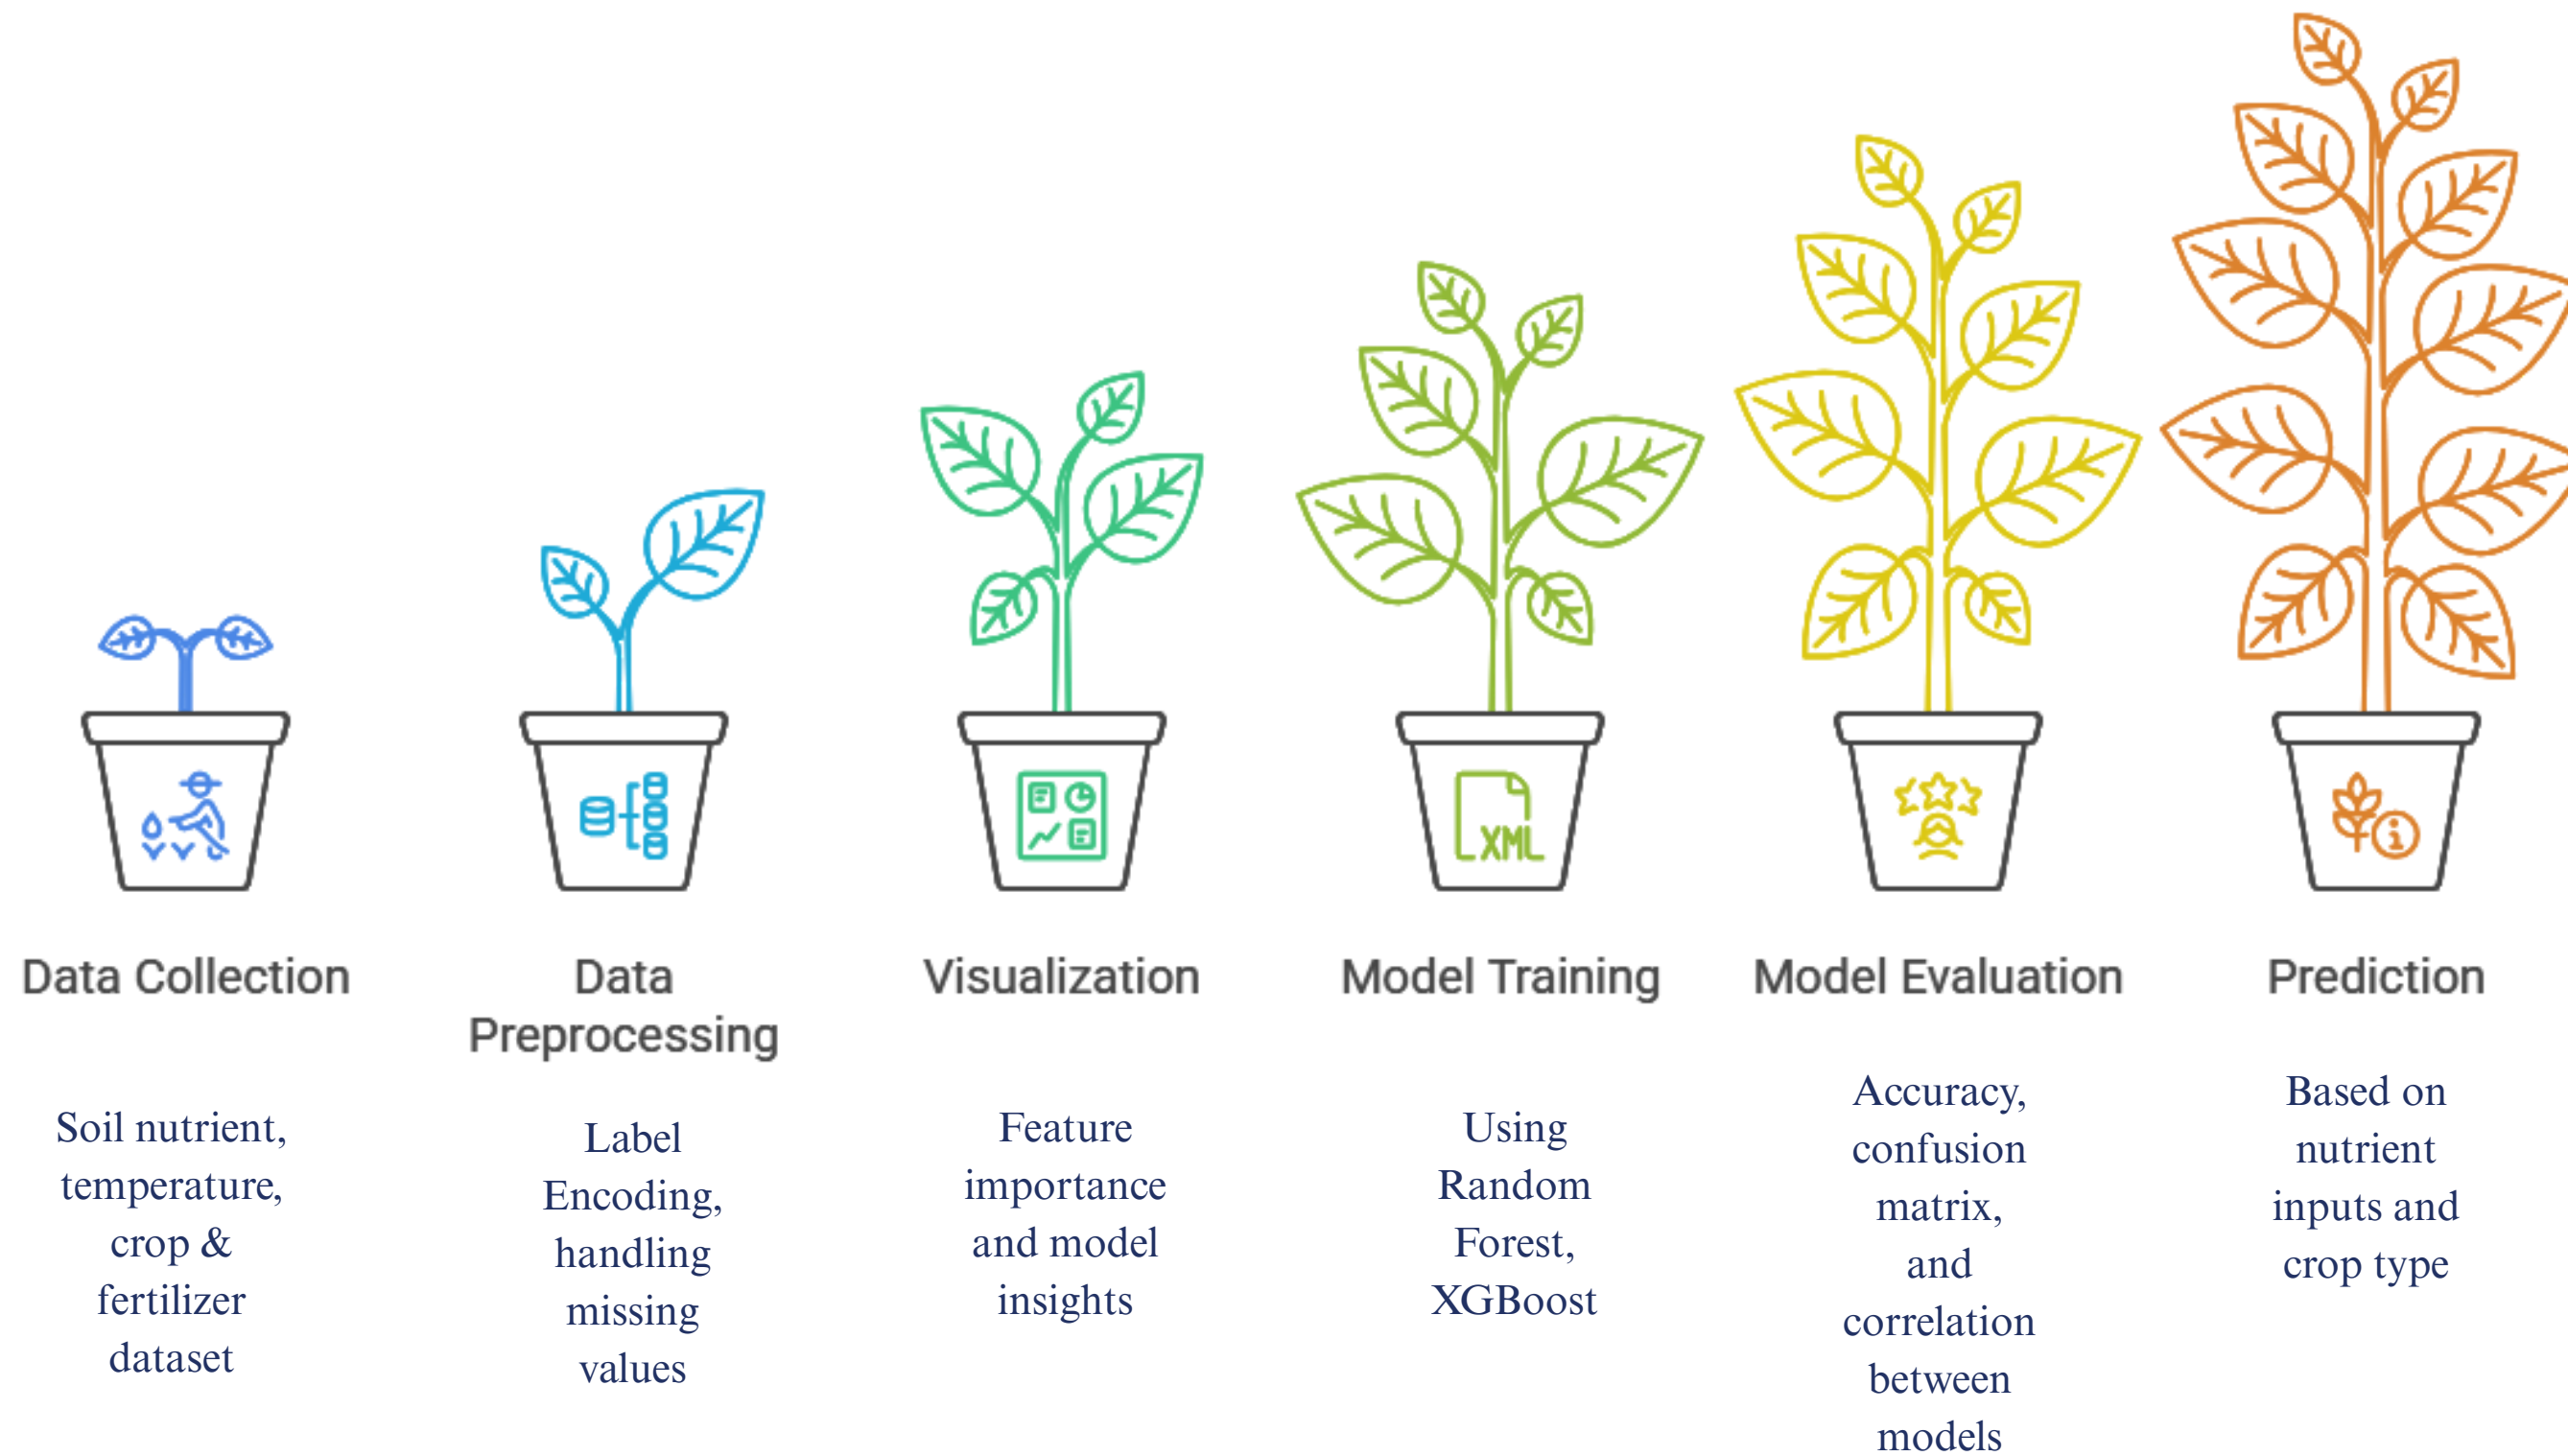 XML
Data Collection
Soil nutrient,
temperature,
crop &
fertilizer
dataset
Data
Preprocessing
Label
Encoding,
handling
missing
values
Visualization
Feature
importance
and model
insights
Model Training
Using
Random
Forest,
XGBoost
Model Evaluation
Accuracy,
confusion
matrix,
and
correlation
between
models
Prediction
Based on
nutrient
inputs and
crop type